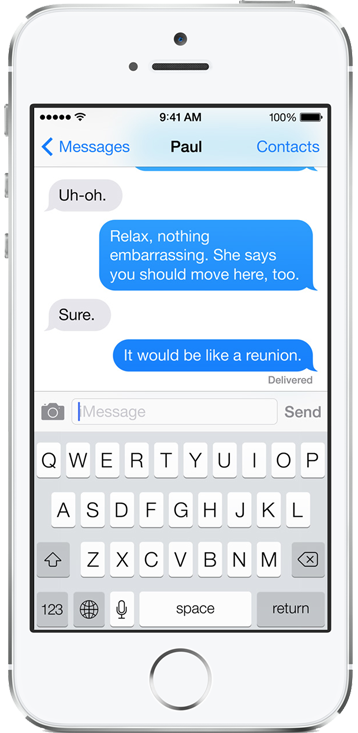 9:41 AM 100%
Messages Paul Contacts
Uh-oh.
Relax, nothing
embarrassing. She says
you should move here, too.
Sure.
It would be like a reunion.
Delivered
iMessage Send
Q W E R T Y U I O P
A S D F G H J K L
Z X C V B N M
123 space return